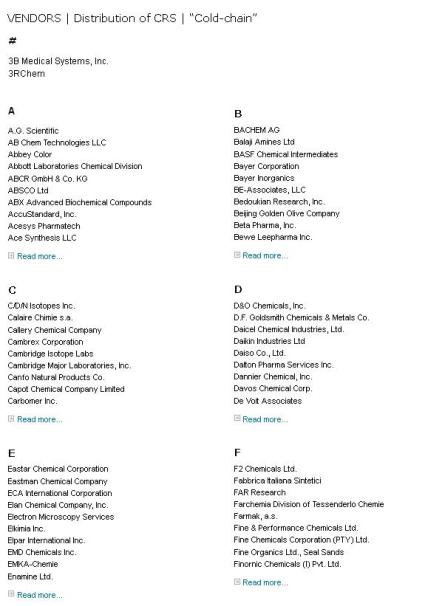 VENDORS | Distribution of CRS | “Cold-chain”
#
3B Medical Systems, Inc.
3RChem
A
A.G. Scientific
AB Chem Technologies LLC
Abbey Color
Abbott Laboratories Chemical Division
ABCR GmbH & Co. KG
ABSCO Ltd
ABX Advanced Biochemical Compounds
AccuStandard, Inc.
Acesys Pharmatech
Ace Synthesis LLC
Read more...
B
BACHEM AG
Balaji Amines Ltd
BASF Chemical Intermediates
Bayer Corporation
Bayer Inorganics
BE-Associates, LLC
Bedoukian Research, Inc.
Beijing Golden Olive Company
Beta Pharma, Inc.
Bewe Leepharma Inc.
Read more...
C
C/D/N Isotopes Inc.
Calaire Chimie s.a.
Callery Chemical Company
Cambrex Corporation
Cambridge Isotope Labs
Cambridge Major Laboratories, Inc.
Canfo Natural Products Co.
Capot Chemical Company Limited
Carbomer Inc.
Read more...
D
D&O Chemicals, Inc.
D.F. Goldsmith Chemicals & Metals Co.
Daicel Chemical Industries, Ltd.
Daikin Industries Ltd
Daiso Co., Ltd.
Dalton Pharma Services Inc.
Dannier Chemical, Inc.
Davos Chemical Corp.
De Voit Associates
Read more...
E
Eastar Chemical Corporation
Eastman Chemical Company
ECA International Corporation
Elan Chemical Company, Inc.
Electron Microscopy Services
Elkimia Inc.
Elpar International Inc.
EMD Chemicals Inc.
EMKA-Chemie
Enamine Ltd.
Read more...
F
F2 Chemicals Ltd.
Fabbrica Italiana Sintetici
FAR Research
Farchemia Division of Tessenderlo Chemie
Farmak, a.s.
Fine & Performance Chemicals Ltd.
Fine Chemicals Corporation (PTY) Ltd.
Fine Organics Ltd., Seal Sands
Finornic Chemicals (I) Pvt. Ltd.
Read more...